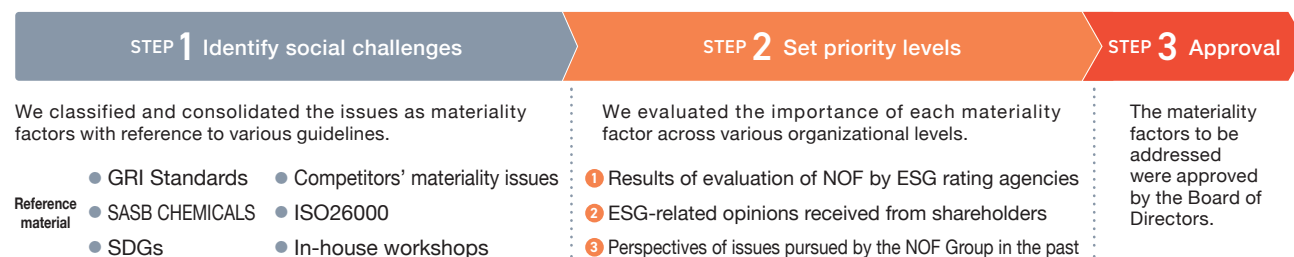 STEP 1 Identify social challenges
STEP 2 Set priority levels
STEP 3 Approval
We classified and consolidated the issues as materiality
factors with reference to various guidelines.
Reference
material
GRI Standards
SASB CHEMICALS
SDGs
Competitors’ materiality issues
ISO26000
In-house workshops
We evaluated the importance of each materiality
factor across various organizational levels.
1 Results of evaluation of NOF by ESG rating agencies
2 ESG-related opinions received from shareholders
3 Perspectives of issues pursued by the NOF Group in the past
The materiality
factors to be
addressed
were approved
by the Board of
Directors.